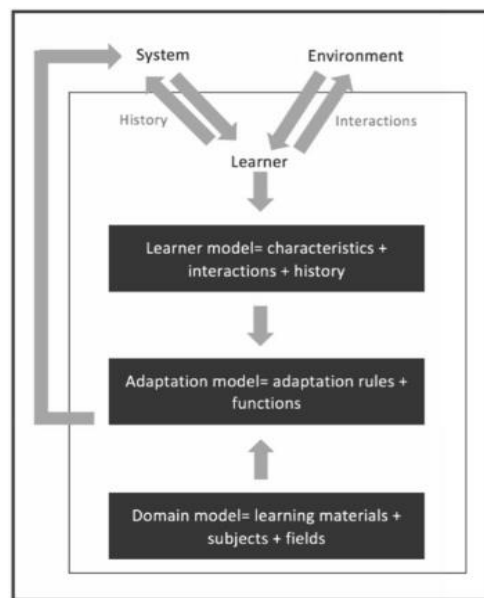 System
Environment
History
Interactions
Learner
Learner model= characteristics +
interactions + history
Adaptation model= adaptation rules +
functions
Domain model= learning materials +
subjects + fields